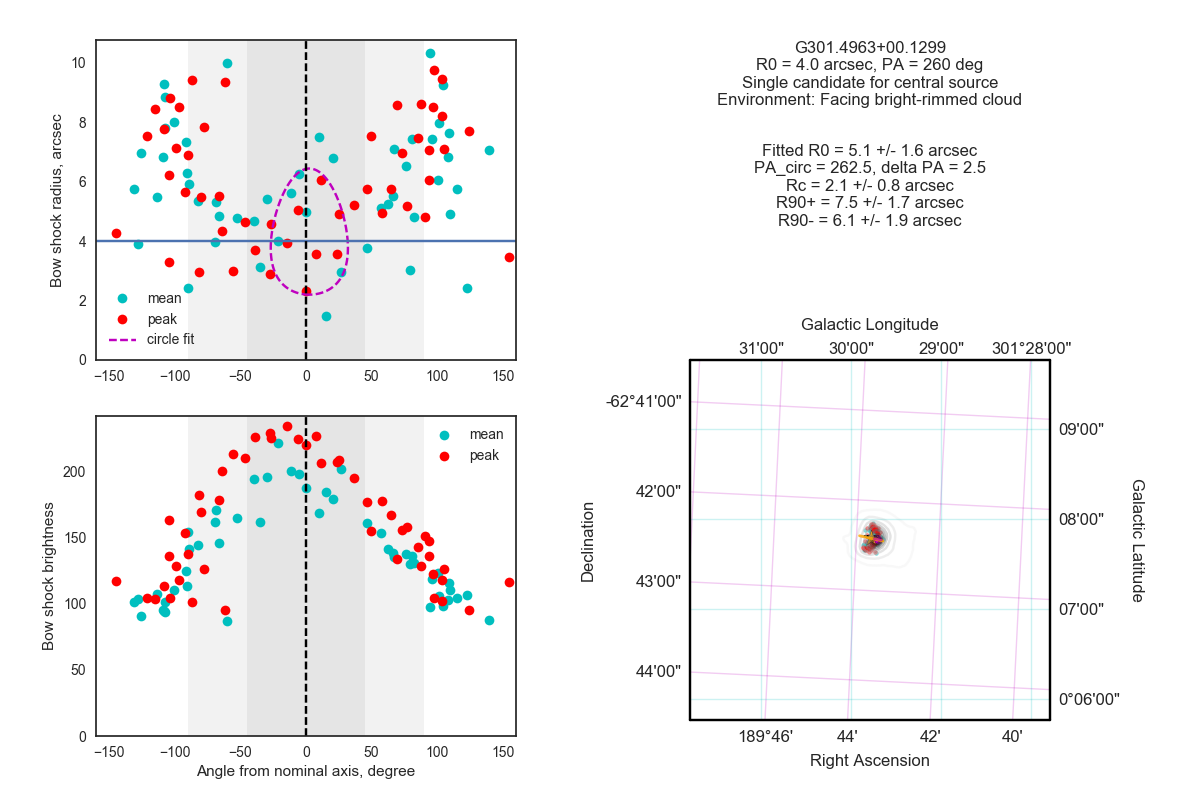 10
8
6
4
2
0
Bow shock radius, arcsec
mean
peak
circle fit
−150 −100 −50 0 50 100 150
200
150
100
50
0
Bow shock brightness
mean
peak
−150 −100 −50 0 50 100 150
Angle from nominal axis, degree
G301.4963+00.1299
R0 = 4.0 arcsec, PA = 260 deg
Single candidate for central source
Environment: Facing bright-rimmed cloud
Fitted R0 = 5.1 +/- 1.6 arcsec
PA_circ = 262.5, delta PA = 2.5
Rc = 2.1 +/- 0.8 arcsec
R90+ = 7.5 +/- 1.7 arcsec
R90- = 6.1 +/- 1.9 arcsec
Galactic Longitude
31'00" 30'00" 29'00" 301°28'00"
-62°41'00"
42'00"
43'00"
44'00"
Declination
09'00"
08'00"
07'00"
0°06'00"
Galactic Latitude
189°46' 44' 42' 40'
Right Ascension